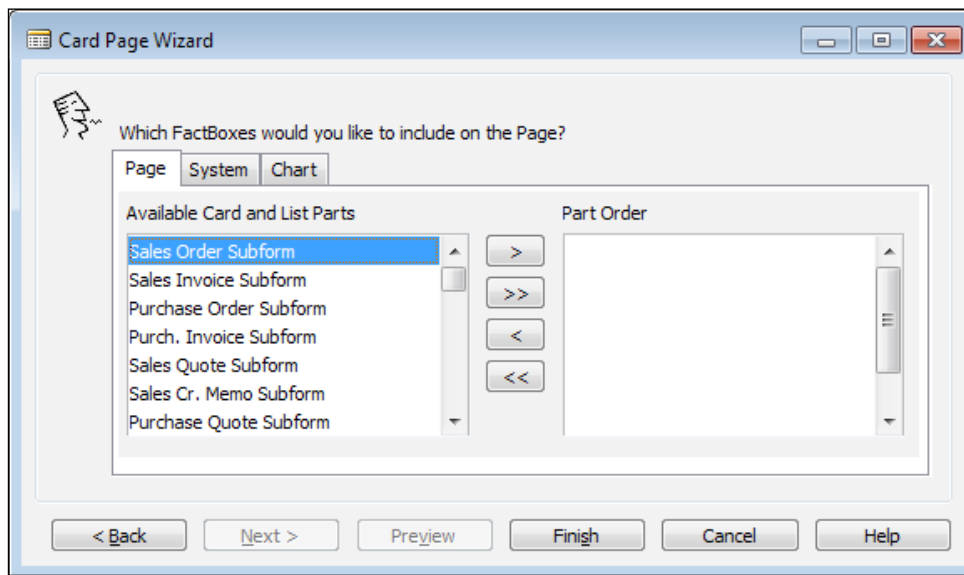 Card Page Wizard
Which FactBoxes would you like to include on the Page?
Page System Chart
Available Card and List Parts Part Order
Sales Order Subform
Sales Invoice Subform
Purchase Order Subform
Purch. Invoice Subform
Sales Quote Subform
Sales Cr. Memo Subform
Purchase Quote Subform
>
>>
<
<<
< Back Next > Preview Finish Cancel Help